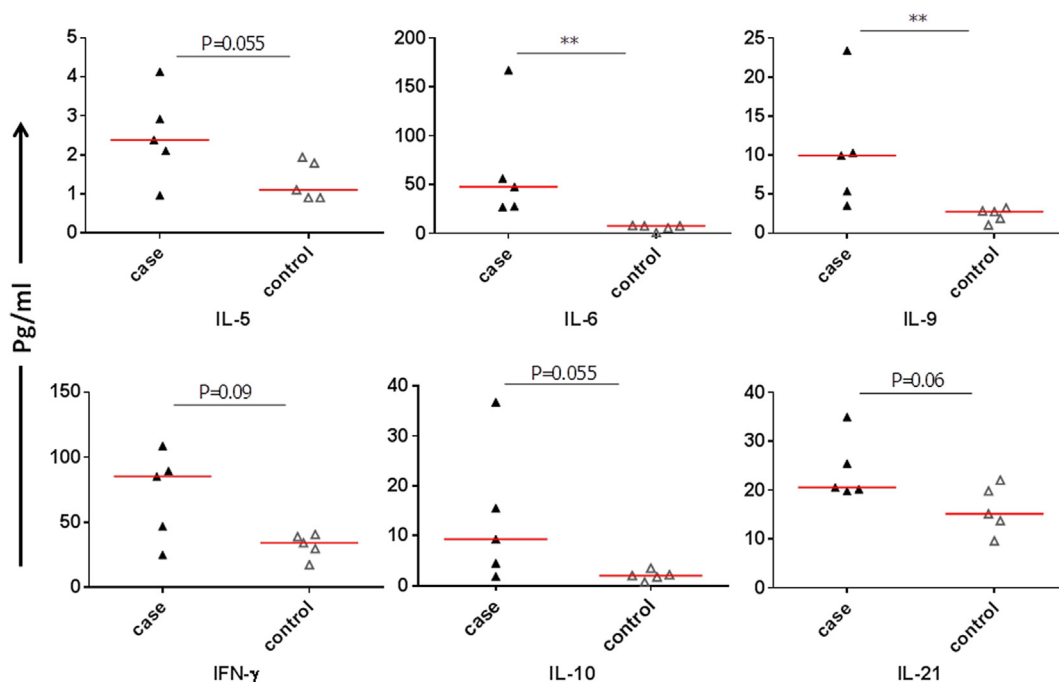 5
4
3
2
1
0
P=0.055
case
control
IL-5
200
150
100
50
0
**
case
control
IL-6
25
20
15
10
5
0
**
case
control
IL-9
Pg/ml
150
100
50
0
P=0.09
case
control
IFN-γ
40
30
20
10
0
P=0.055
case
control
IL-10
40
30
20
10
0
P=0.06
case
control
IL-21